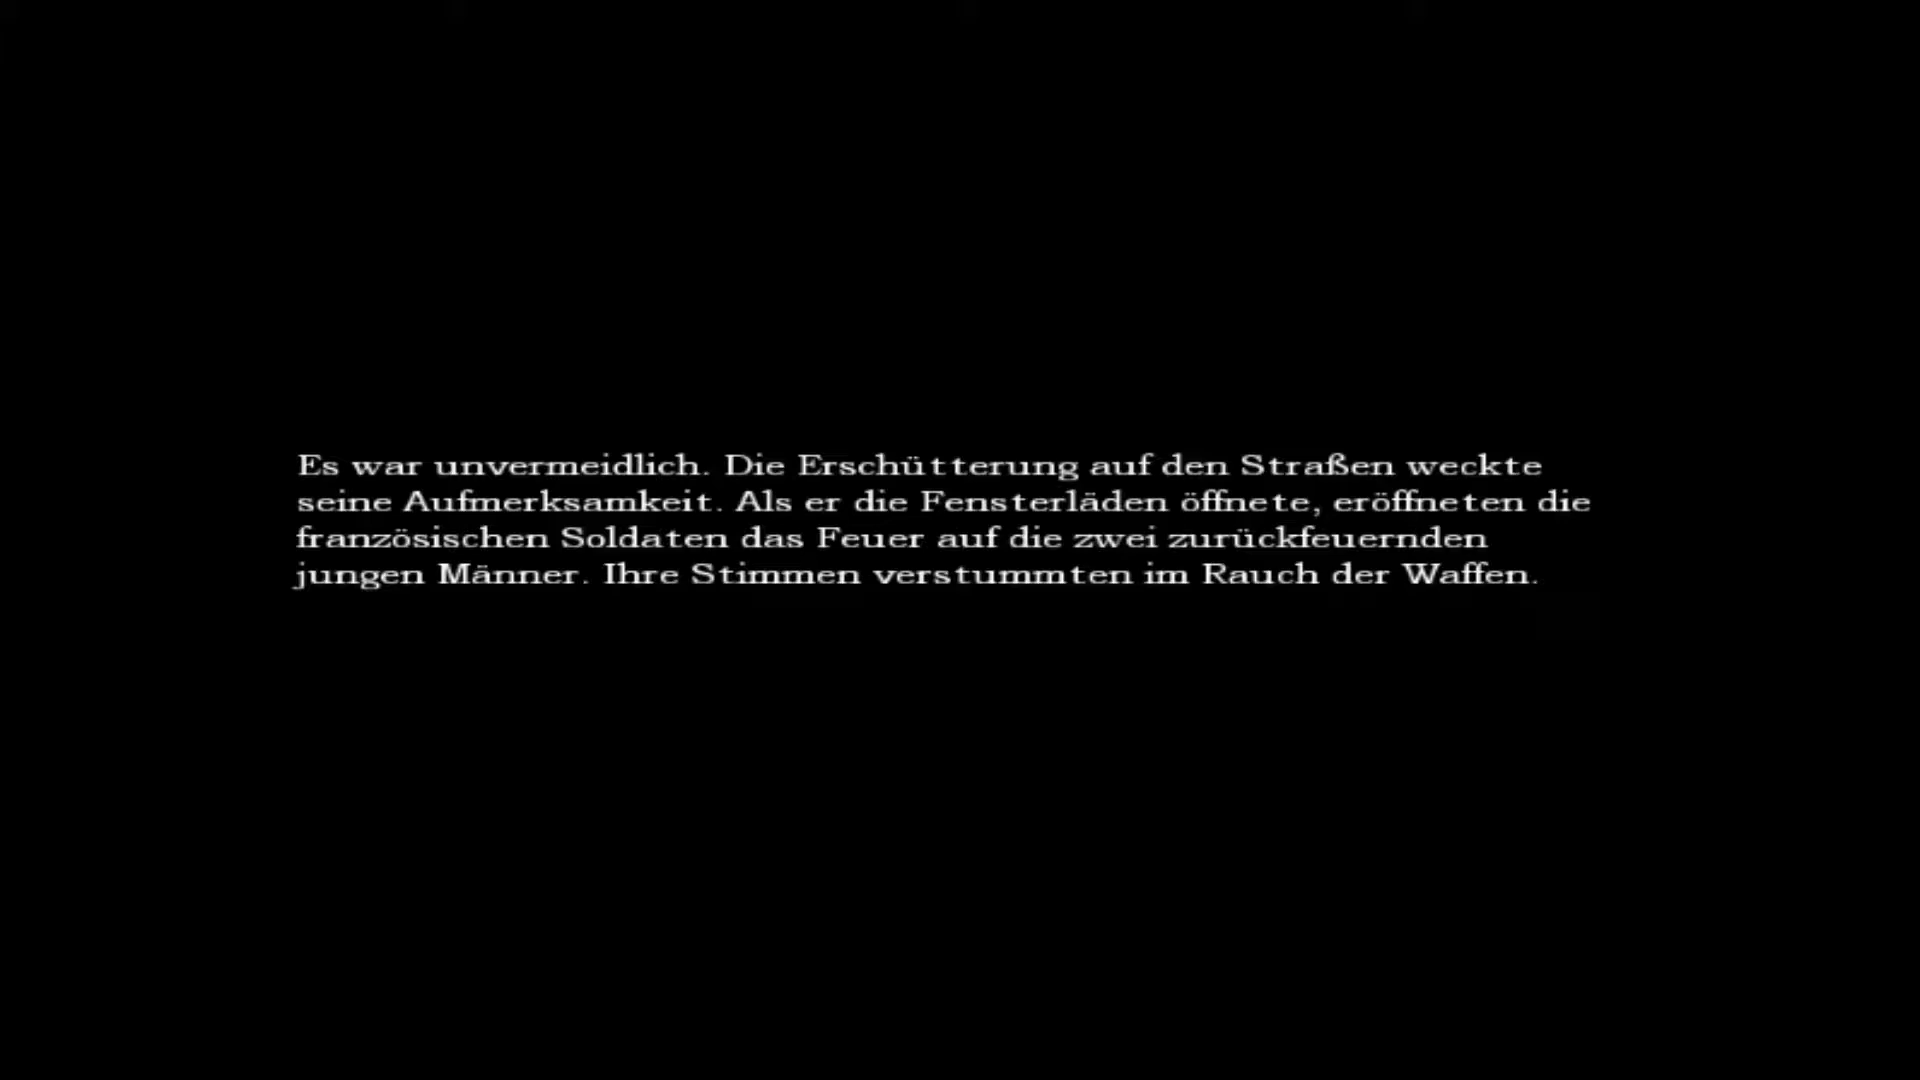 Es war unvermeidlich. Die Erschütterung auf den Straßen weckte
seine Aufmerksamkeit. Als er die Fensterläden öffnete, eröffneten die
französischen Soldaten das Feuer auf die zwei zurückfeuernden
jungen Männer. Ihre Stimmen verstummten im Rauch der Waffen.